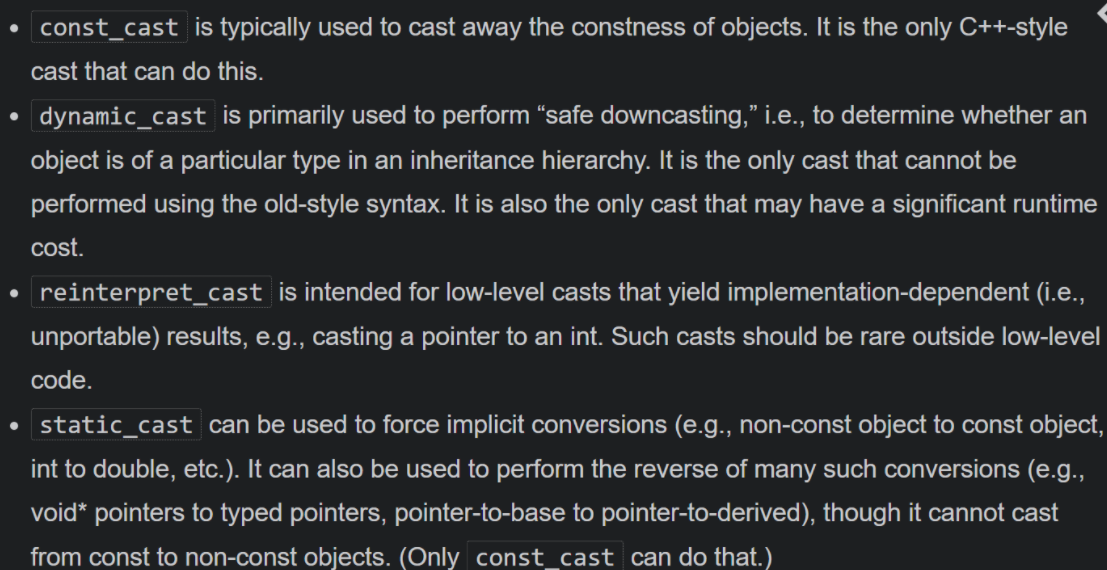 • const_cast is typically used to cast away the constness of objects. It is the only C++-style
cast that can do this.
• dynamic_cast is primarily used to perform “safe downcasting,” i.e., to determine whether an
object is of a particular type in an inheritance hierarchy. It is the only cast that cannot be
performed using the old-style syntax. It is also the only cast that may have a significant runtime
cost.
• reinterpret_cast is intended for low-level casts that yield implementation-dependent (i.e.,
unportable) results, e.g., casting a pointer to an int. Such casts should be rare outside low-level
code.
• static_cast can be used to force implicit conversions (e.g., non-const object to const object,
int to double, etc.). It can also be used to perform the reverse of many such conversions (e.g.,
void* pointers to typed pointers, pointer-to-base to pointer-to-derived), though it cannot cast
from const to non-const objects. (Only const_cast can do that.)